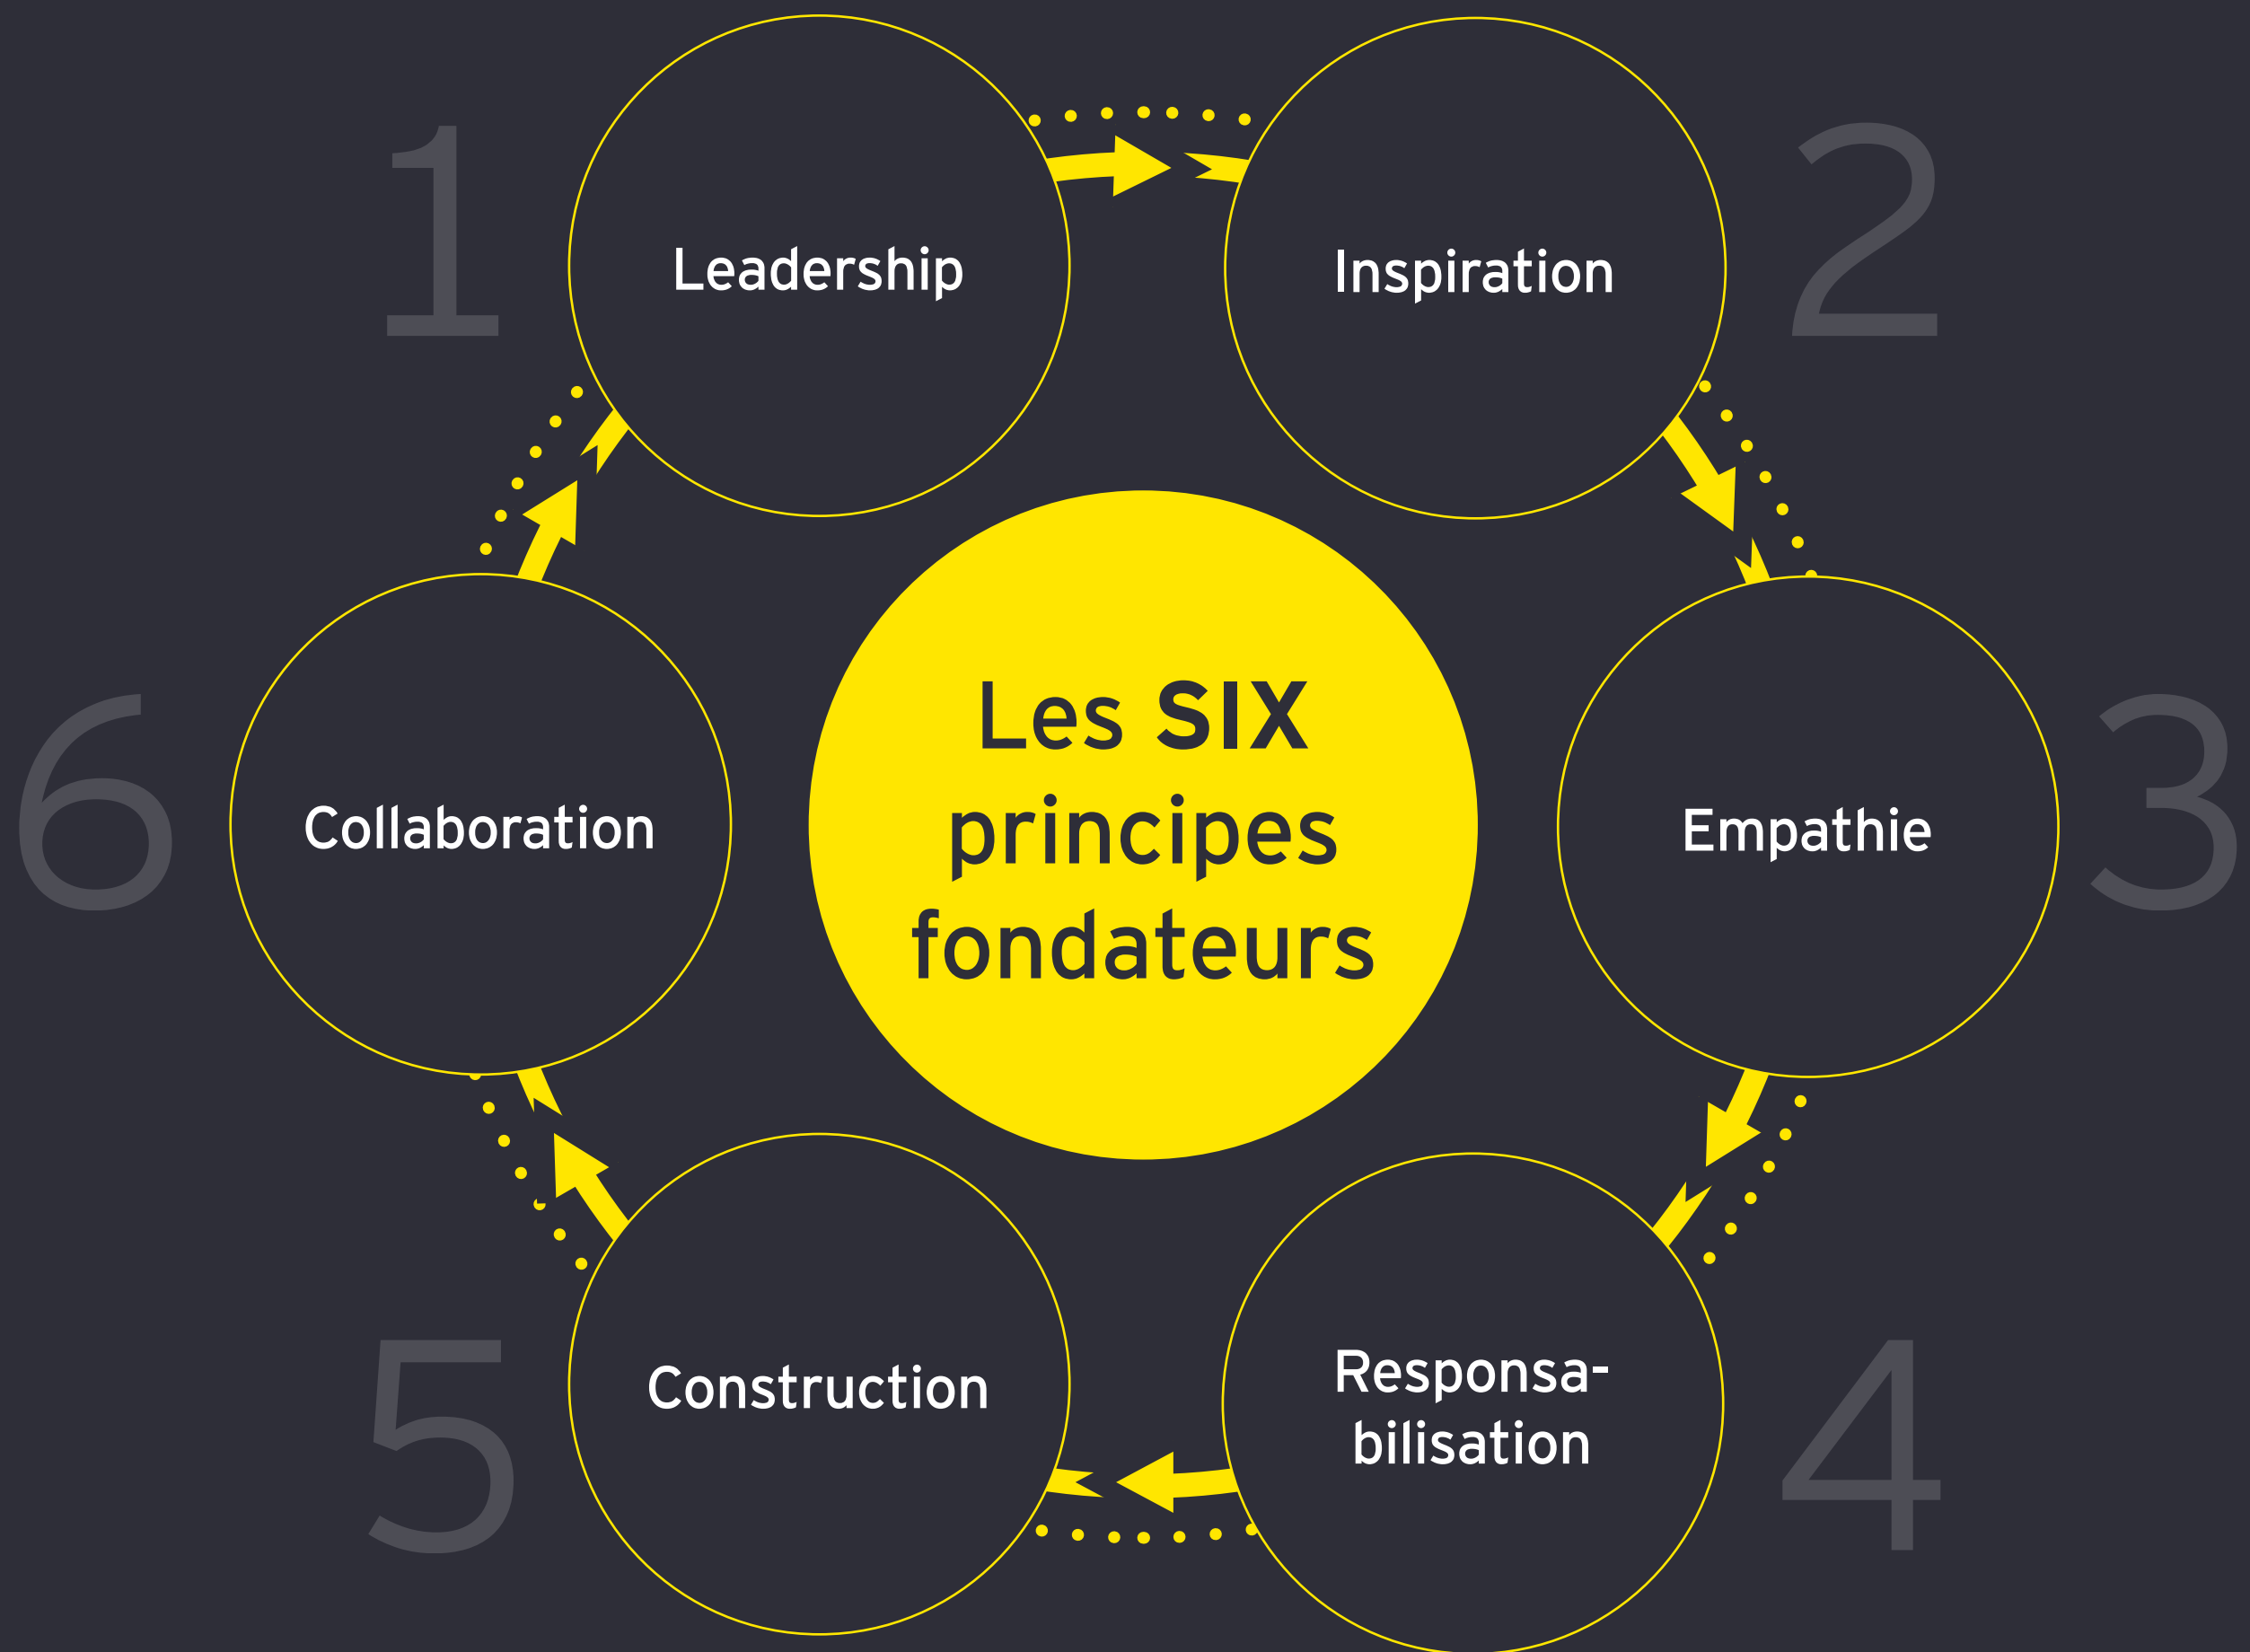 1
Leadership
Inspiration
2
Les SIX
principes
fondateurs
6
Collaboration
Empathie
3
5
Construction
Responsa-
bilisation
4